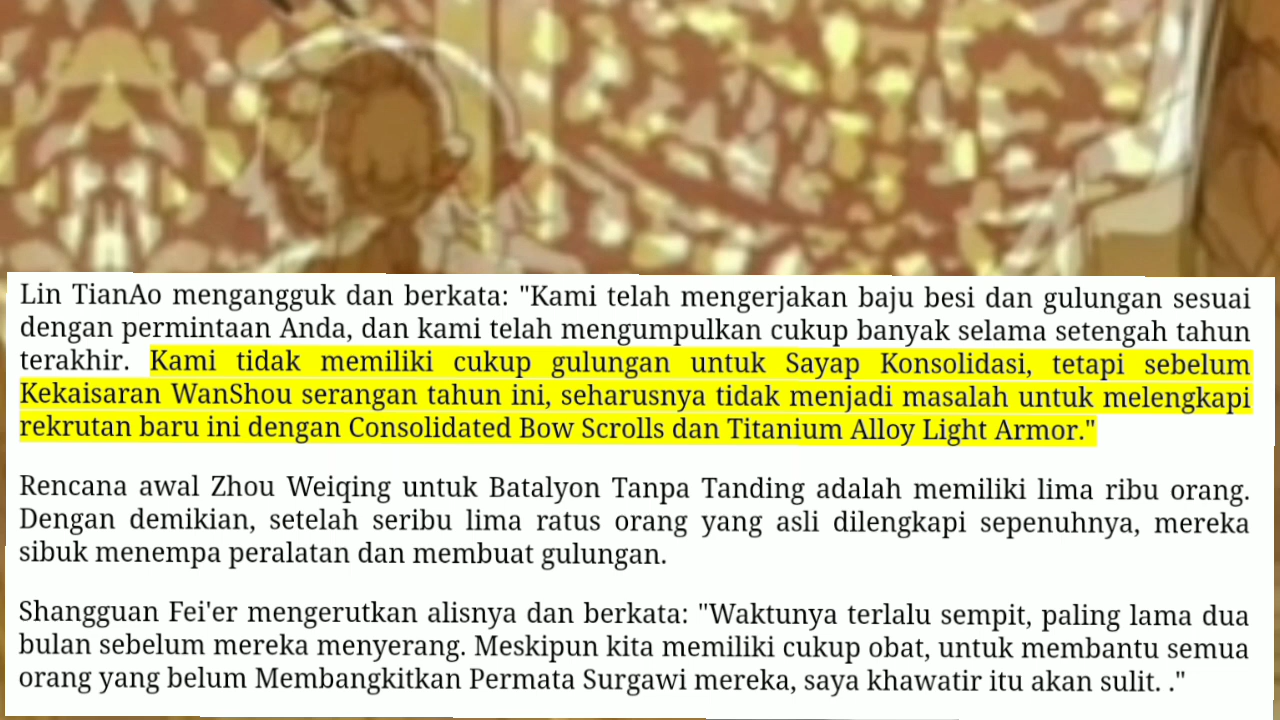 Lin TianAo mengangguk dan berkata: "Kami telah mengerjakan baju besi dan gulungan sesuai
dengan permintaan Anda, dan kami telah mengumpulkan cukup banyak selama setengah tahun
terakhir. Kami tidak memiliki cukup gulungan untuk Sayap Konsolidasi, tetapi sebelum
Kekaisaran WanShou serangan tahun ini, seharusnya tidak menjadi masalah untuk melengkapi
rekrutan baru ini dengan Consolidated Bow Scrolls dan Titanium Alloy Light Armor."
Rencana awal Zhou Weiqing untuk Batalyon Tanpa Tanding adalah memiliki lima ribu orang.
Dengan demikian, setelah seribu lima ratus orang yang asli dilengkapi sepenuhnya, mereka
sibuk menempa peralatan dan membuat gulungan.
Shangguan Fei'er mengerutkan alisnya dan berkata: "Waktunya terlalu sempit, paling lama dua
bulan sebelum mereka menyerang. Meskipun kita memiliki cukup obat, untuk membantu semua
orang yang belum Membangkitkan Permata Surgawi mereka, saya khawatir itu akan sulit. ."